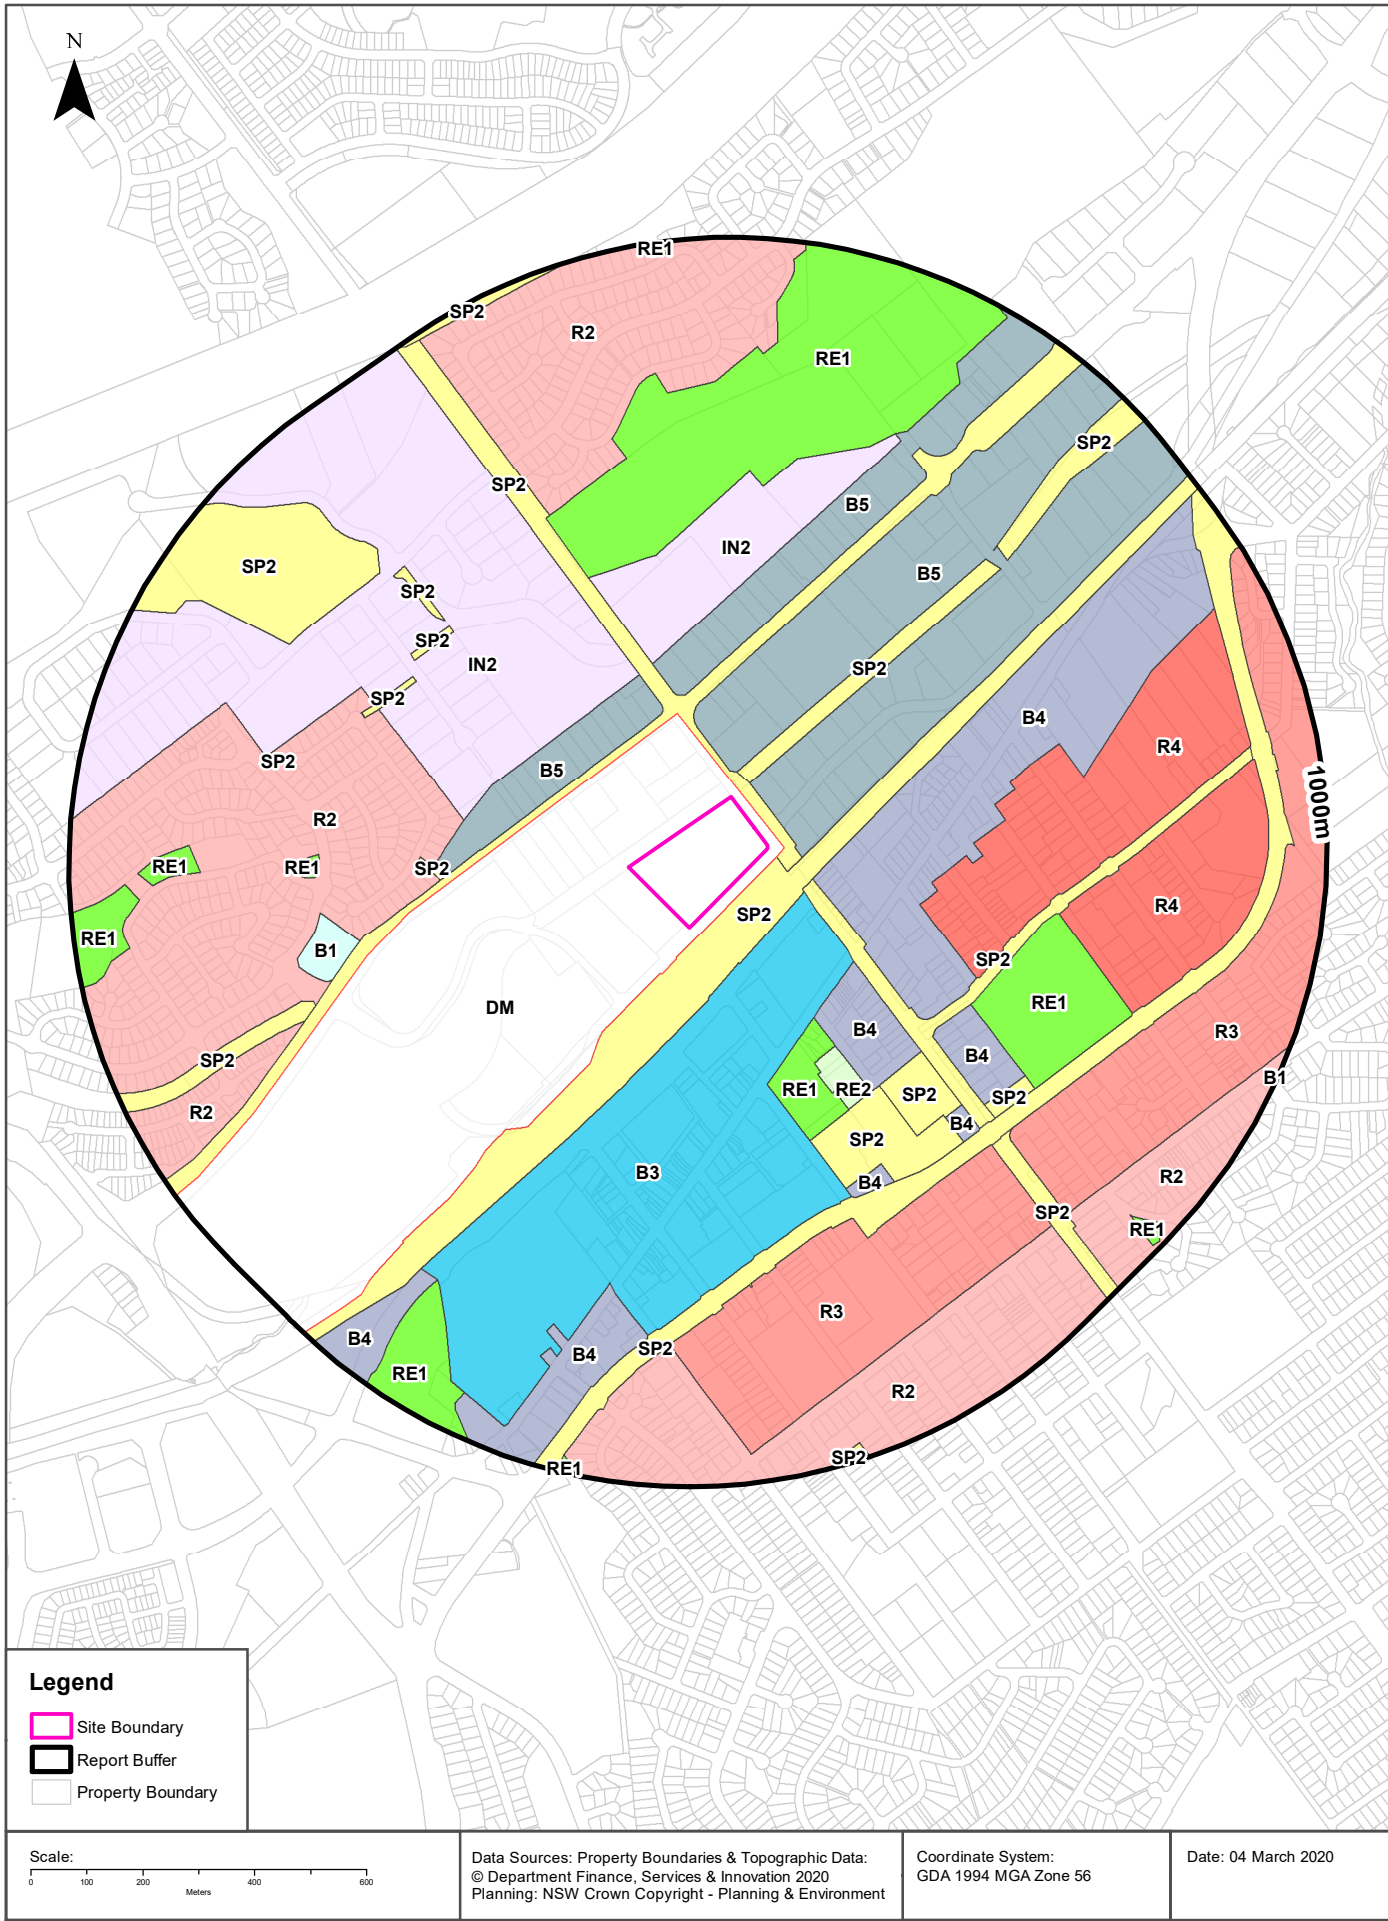 N
RE1
SP2
R2
RE1
SP2
SP2
B5
IN2
SP2
B5
SP2
SP2
IN2
SP2
SP2
B4
R4
SP2
B5
1000m
R2
RE1
RE1
SP2
R4
SP2
RE1
B1
SP2
DM
RE1
B4
R3
SP2
B4
B1
RE1
RE2
SP2
SP2
R2
B4
SP2
B3
R2
B4
SP2
RE1
R3
B4
SP2
B4
RE1
R2
SP2
RE1
Legend
Site Boundary
Report Buffer
Property Boundary
Scale:
0 100 200 400 600
Meters
Data Sources: Property Boundaries & Topographic Data:
© Department Finance, Services & Innovation 2020
Planning: NSW Crown Copyright - Planning & Environment
Coordinate System:
GDA 1994 MGA Zone 56
Date: 04 March 2020